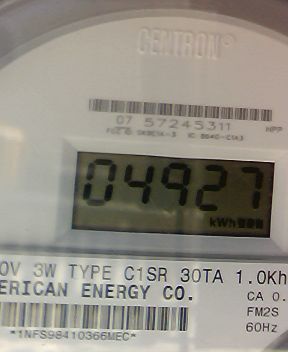 CENTRON®
07 57245311
HPP
04927
kWh
0V 3W TYPE C1SR 30TA 1.0Kh
ERICAN ENERGY CO.
CA 0.
FM2S
60Hz
*1NFS98410366MEC*